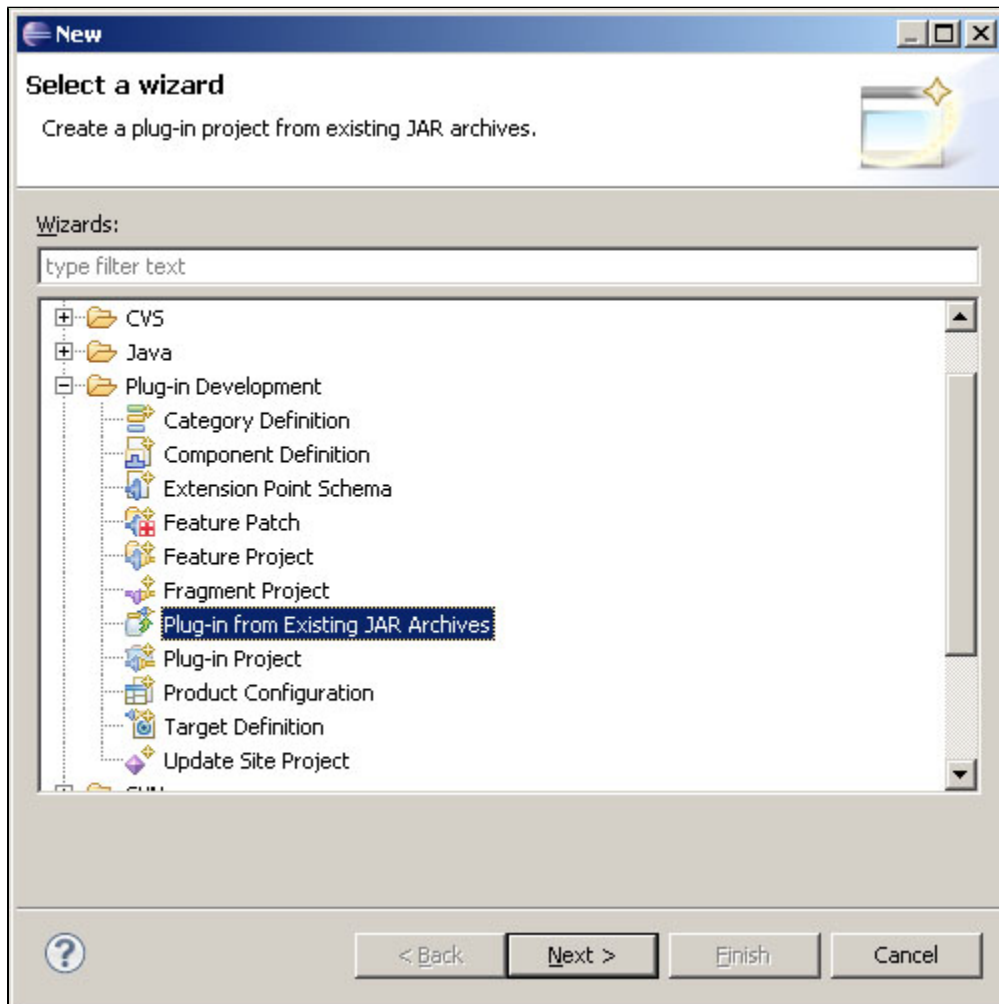 New
Select a wizard
Create a plug-in project from existing JAR archives.
Wizards:
type filter text
CVS
Java
Plug-in Development
Category Definition
Component Definition
Extension Point Schema
Feature Patch
Feature Project
Fragment Project
Plug-in from Existing JAR Archives
Plug-in Project
Product Configuration
Target Definition
Update Site Project
? < Back Next > Finish Cancel